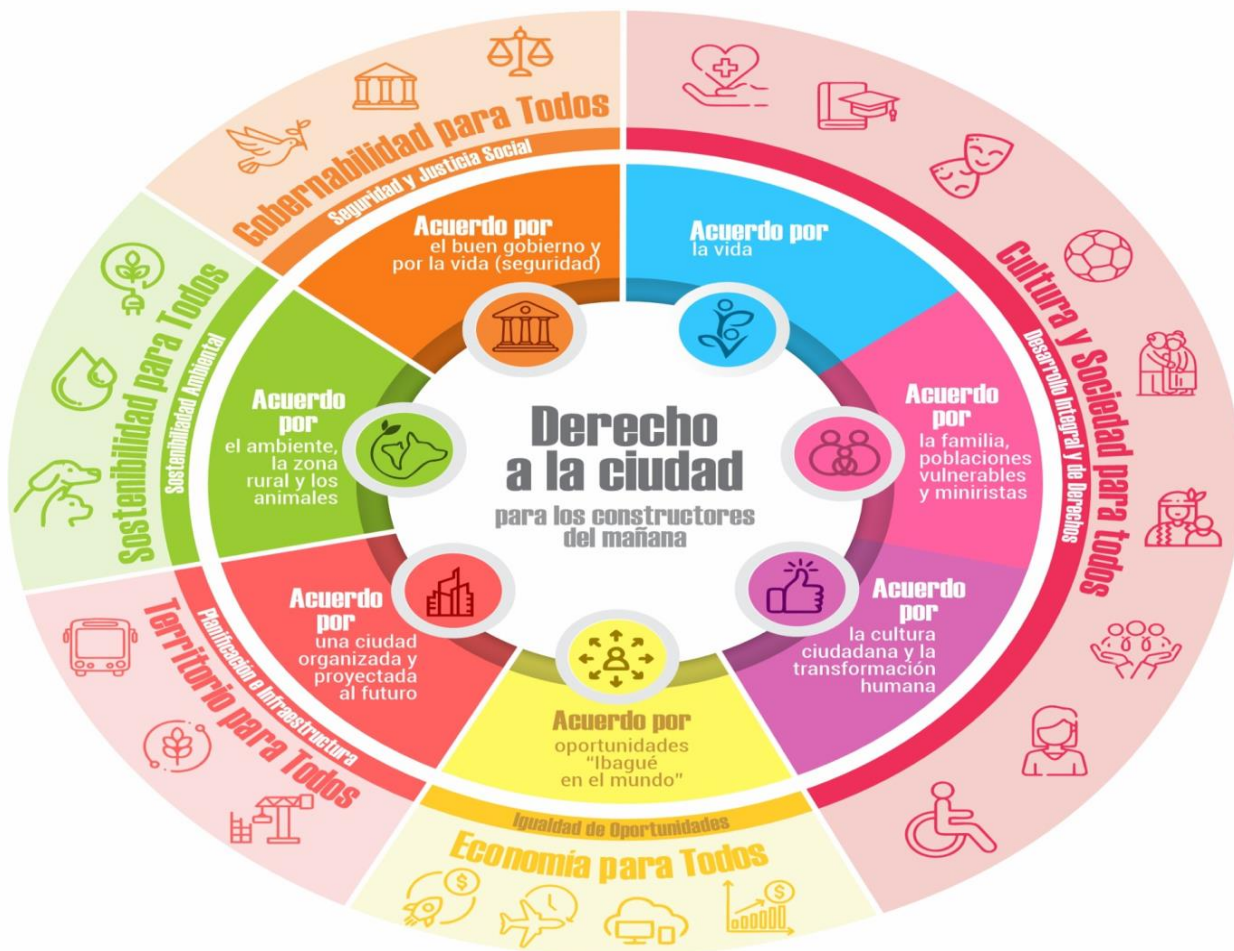 Derecho
a la ciudad
para los constructores
del mañana
Acuerdo por
la vida
Acuerdo
por
la familia,
poblaciones
vulnerables
y miniristas
Acuerdo
por
la cultura
ciudadana y la
transformación
humana
Acuerdo por
oportunidades
"Ibagué
en el mundo"
Acuerdo
por
una ciudad
organizada y
proyectada
al futuro
Acuerdo
por
el ambiente,
la zona
rural y los
animales
Acuerdo por
el buen gobierno y
por la vida (seguridad)
Cultura y Sociedad para todos
Desarrollo Integral y de Derechos
Igualdad de Oportunidades
Economía para Todos
$
$
Planificación e Infraestructura
Territorio para Todos
Sostenibilidad para Todos
Sostenibiliadad Ambiental
Gobernabilidad para Todos
Seguridad y Justicia Social